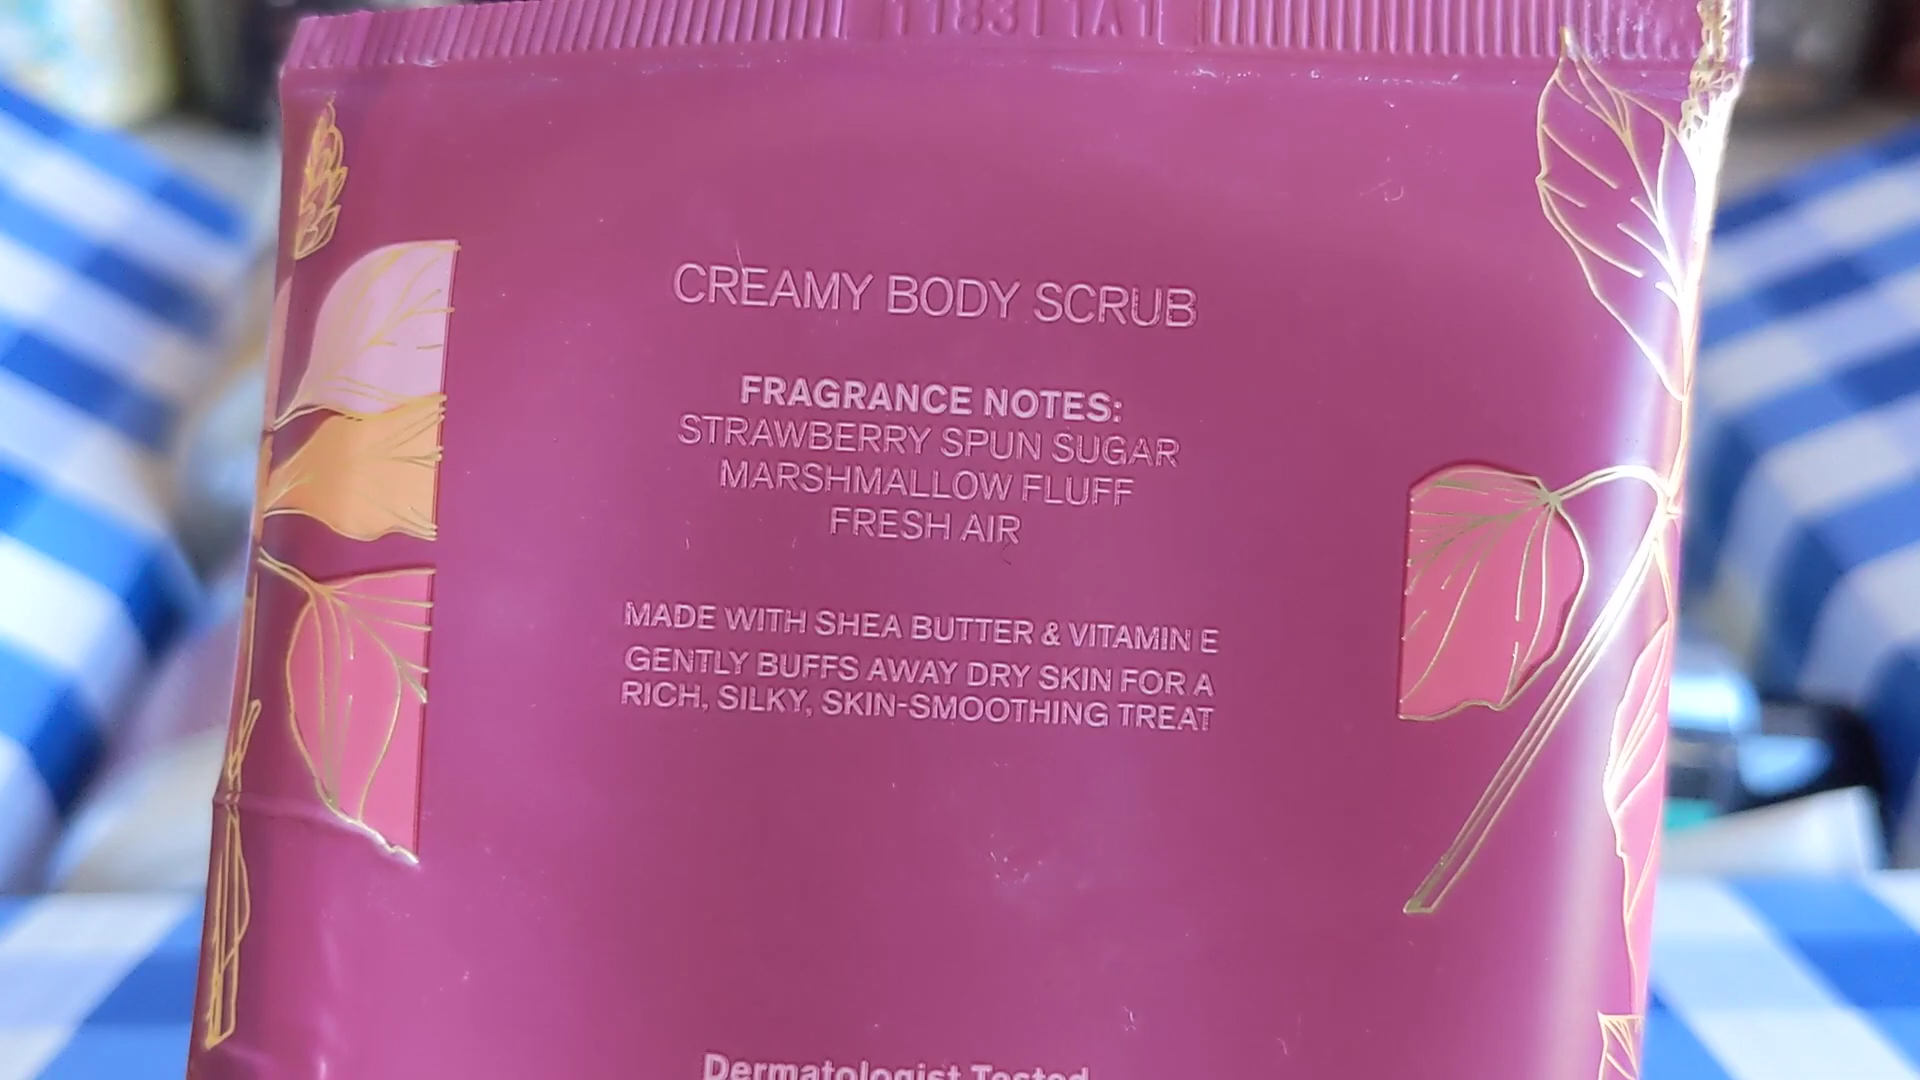 CREAMY BODY SCRUB
FRAGRANCE NOTES:
STRAWBERRY SPUN SUGAR
MARSHMALLOW FLUFF
FRESH AIR
MADE WITH SHEA BUTTER & VITAMIN E
GENTLY BUFFS AWAY DRY SKIN FOR A
RICH, SILKY, SKIN-SMOOTHING TREAT
Dermatologist Tested